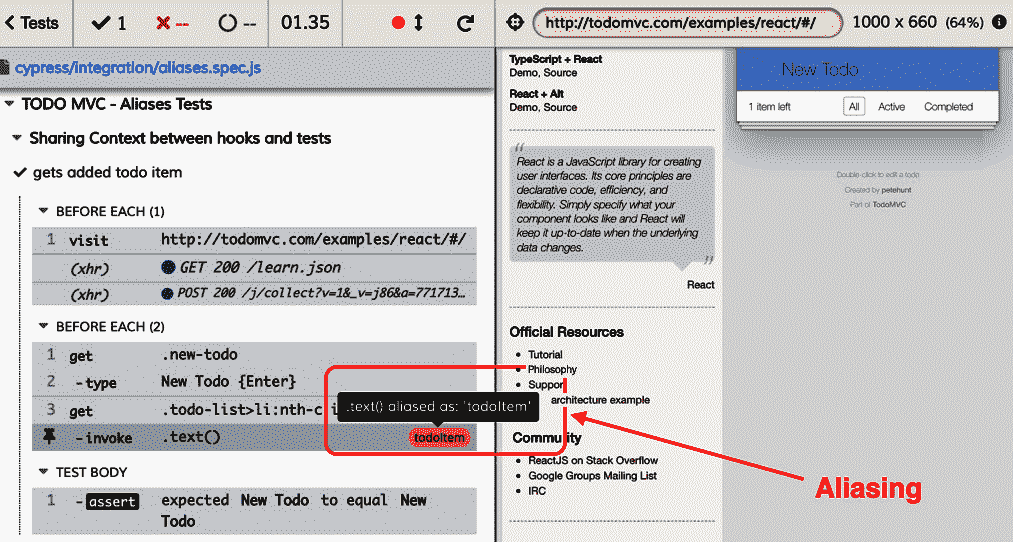 Tests
1
--
--
01.35
http://todomvc.com/examples/react/#/
1000 x 660 (64%)
cypress/integration/aliases.spec.js
TODO MVC - Aliases Tests
Sharing Context between hooks and tests
gets added todo item
BEFORE EACH (1)
1 visit http://todomvc.com/examples/react/#/
(xhr) GET 200 /learn.json
(xhr) POST 200 /j/collect?v=1&_v=j86&a=771713…
BEFORE EACH (2)
1 get .new-todo
2 -type New Todo {Enter}
3 get .todo-list>li:nth-c
.text() aliased as: 'todoItem'
-invoke .text() todoItem
TEST BODY
1 -assert expected New Todo to equal New
Todo
TypeScript + React
Demo, Source
React + Alt
Demo, Source
React is a JavaScript library for creating
user interfaces. Its core principles are
declarative code, efficiency, and
flexibility. Simply specify what your
component looks like and React will
keep it up-to-date when the underlying
data changes.
React
Official Resources
Tutorial
Philosophy
Support
architecture example
Community
ReactJS on Stack Overflow
Google Groups Mailing List
IRC
New Todo
1 item left All Active Completed
Double-click to edit a todo
Created by petehunt
Part of TodoMVC
Aliasing